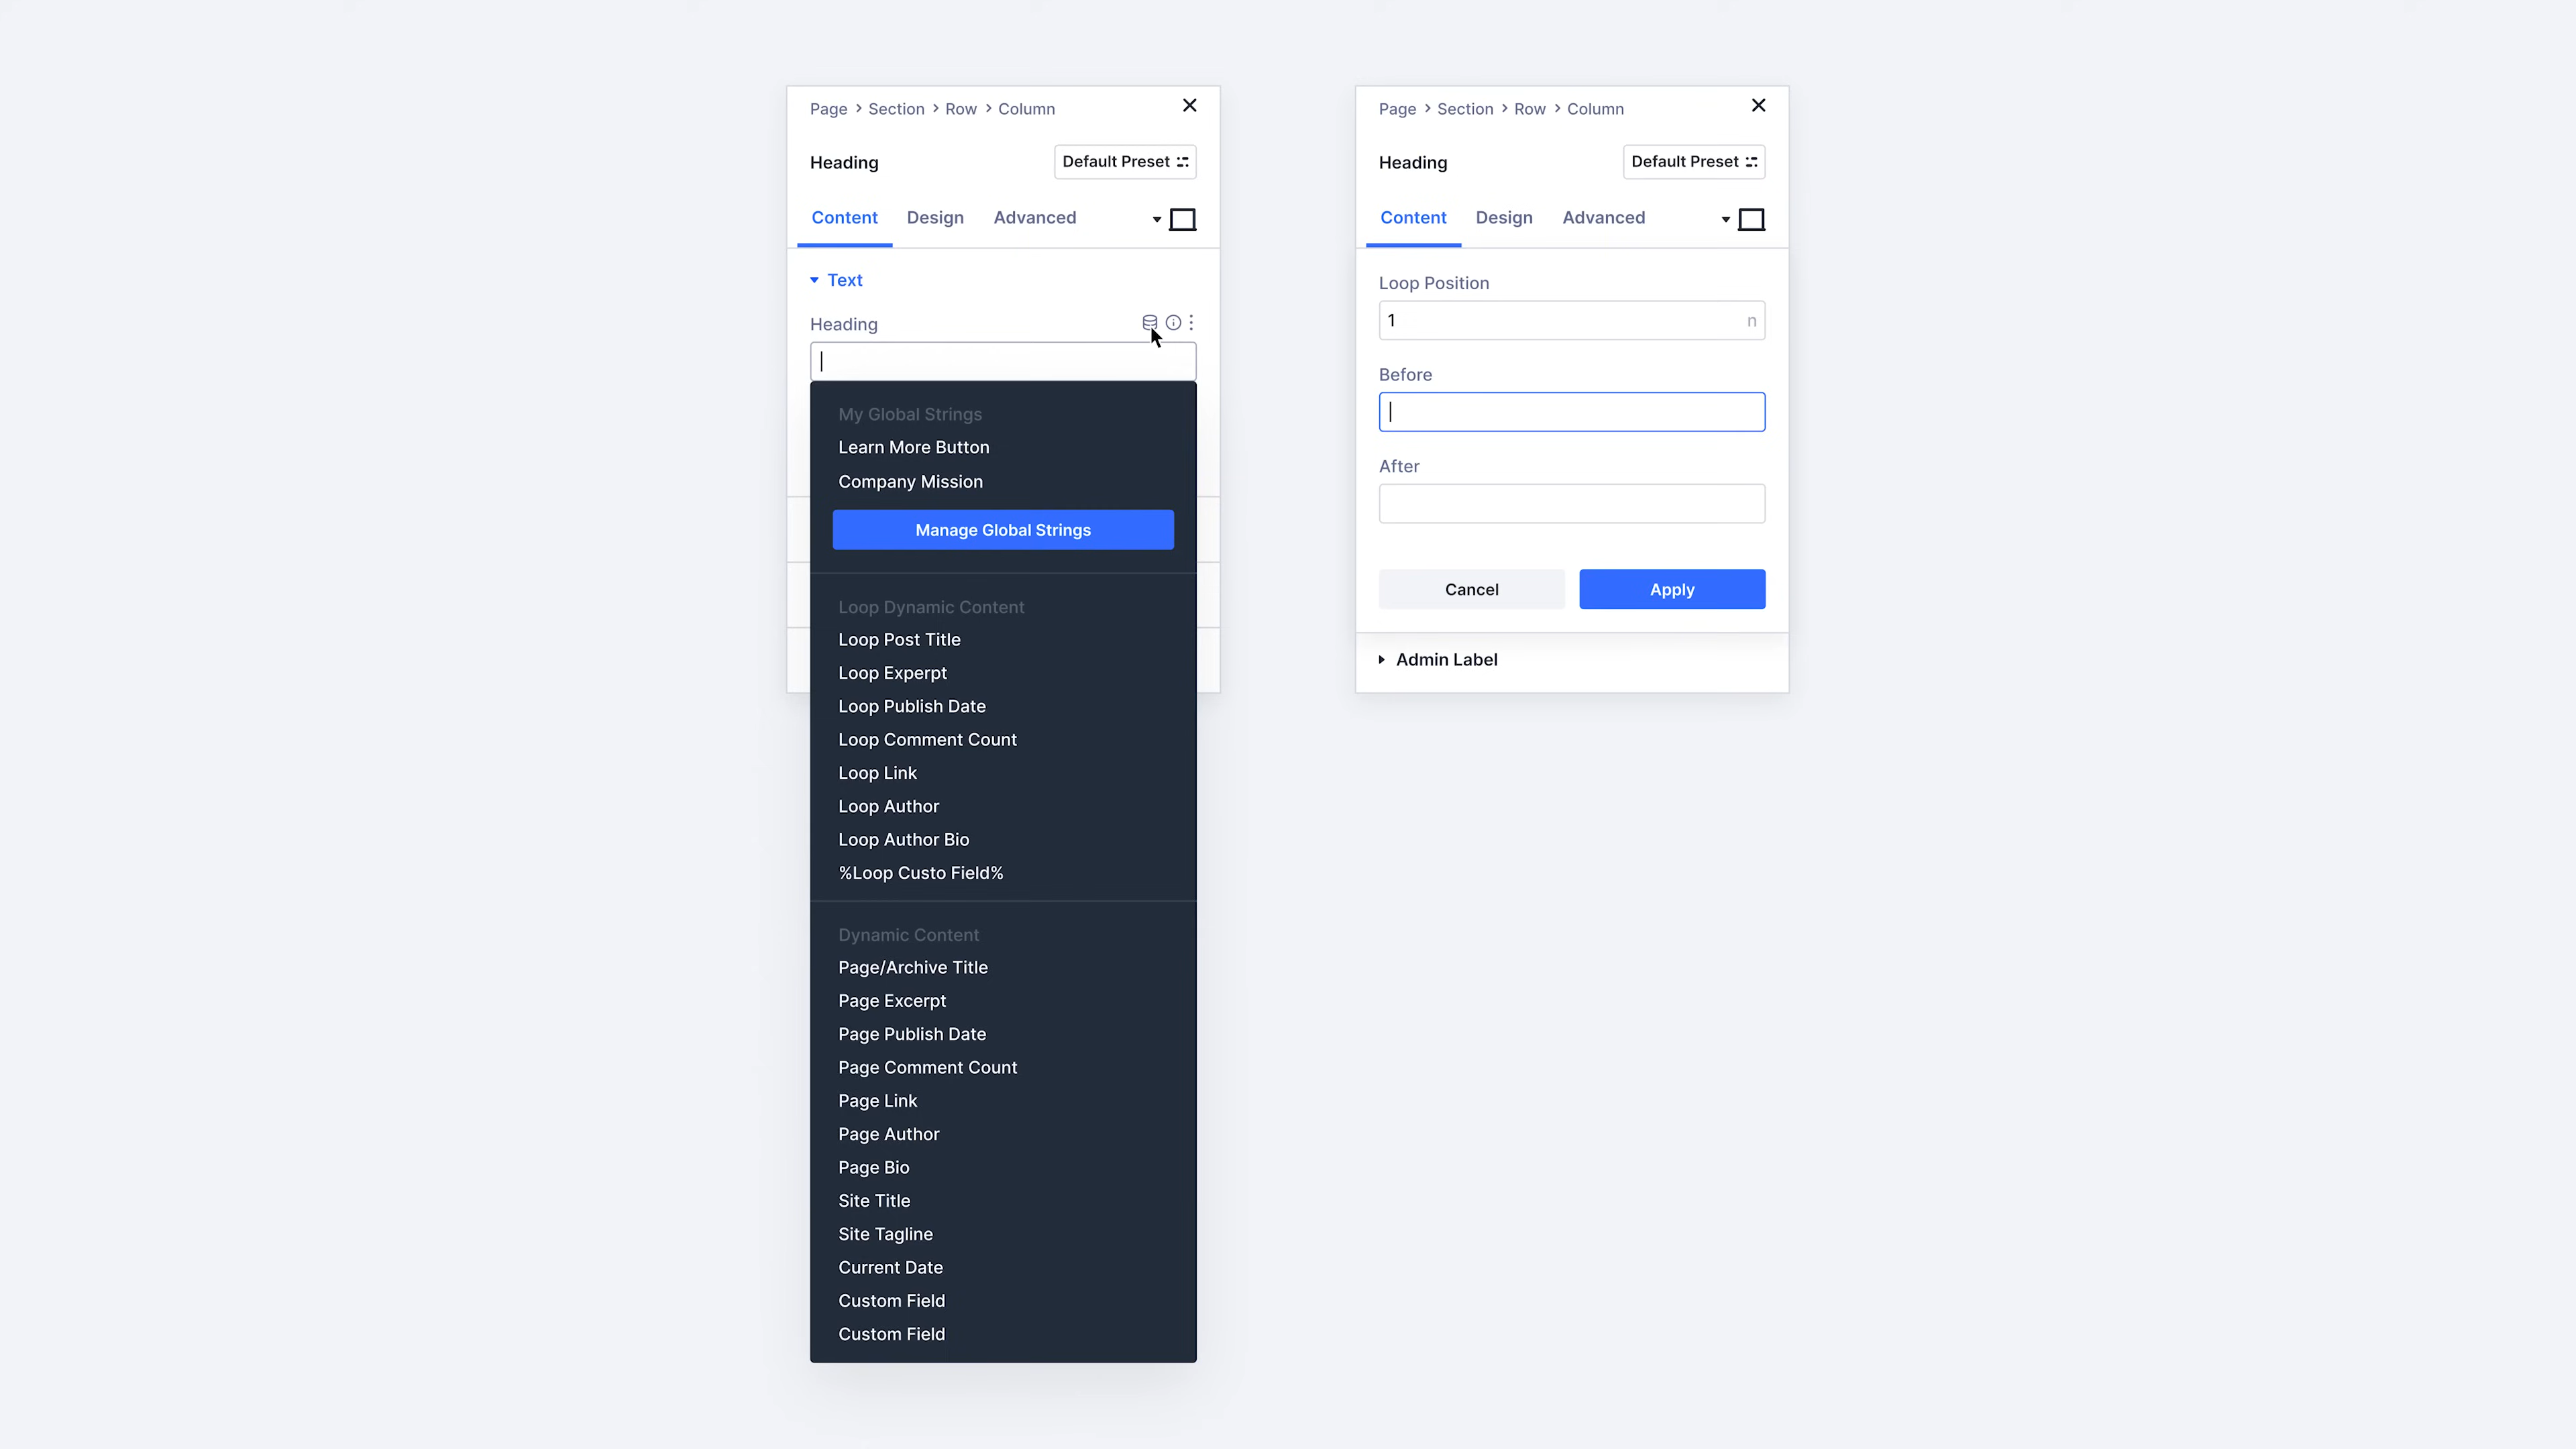 Page > Section > Row > Column
Heading
Default Preset
Content Design Advanced
Text
Heading
My Global Strings
Learn More Button
Company Mission
Manage Global Strings
Loop Dynamic Content
Loop Post Title
Loop Experpt
Loop Publish Date
Loop Comment Count
Loop Link
Loop Author
Loop Author Bio
%Loop Custo Field%
Dynamic Content
Page/Archive Title
Page Excerpt
Page Publish Date
Page Comment Count
Page Link
Page Author
Page Bio
Site Title
Site Tagline
Current Date
Custom Field
Custom Field
Page > Section > Row > Column
Heading
Default Preset
Content Design Advanced
Loop Position
1 n
Before
After
Cancel Apply
Admin Label